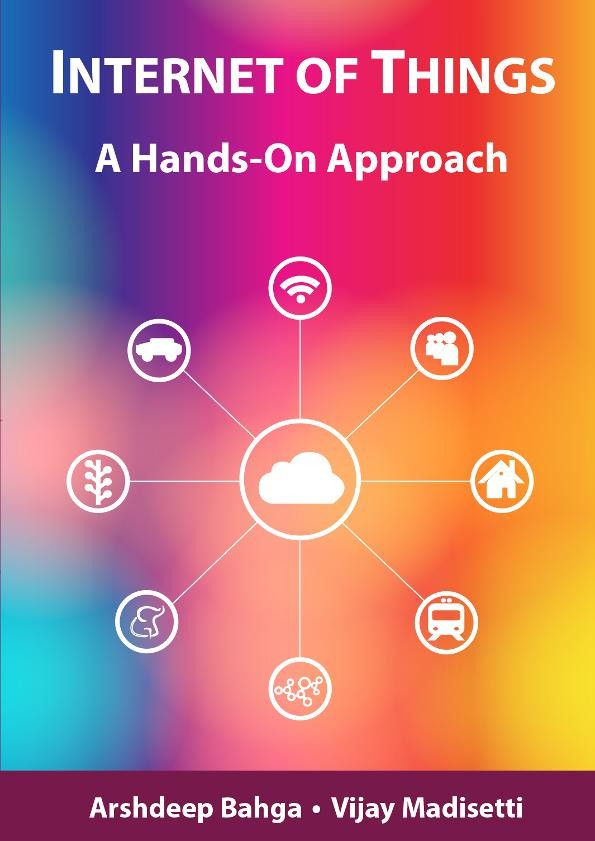 INTERNET OF THINGS
A Hands-On Approach
Arshdeep Bahga • Vijay Madisetti